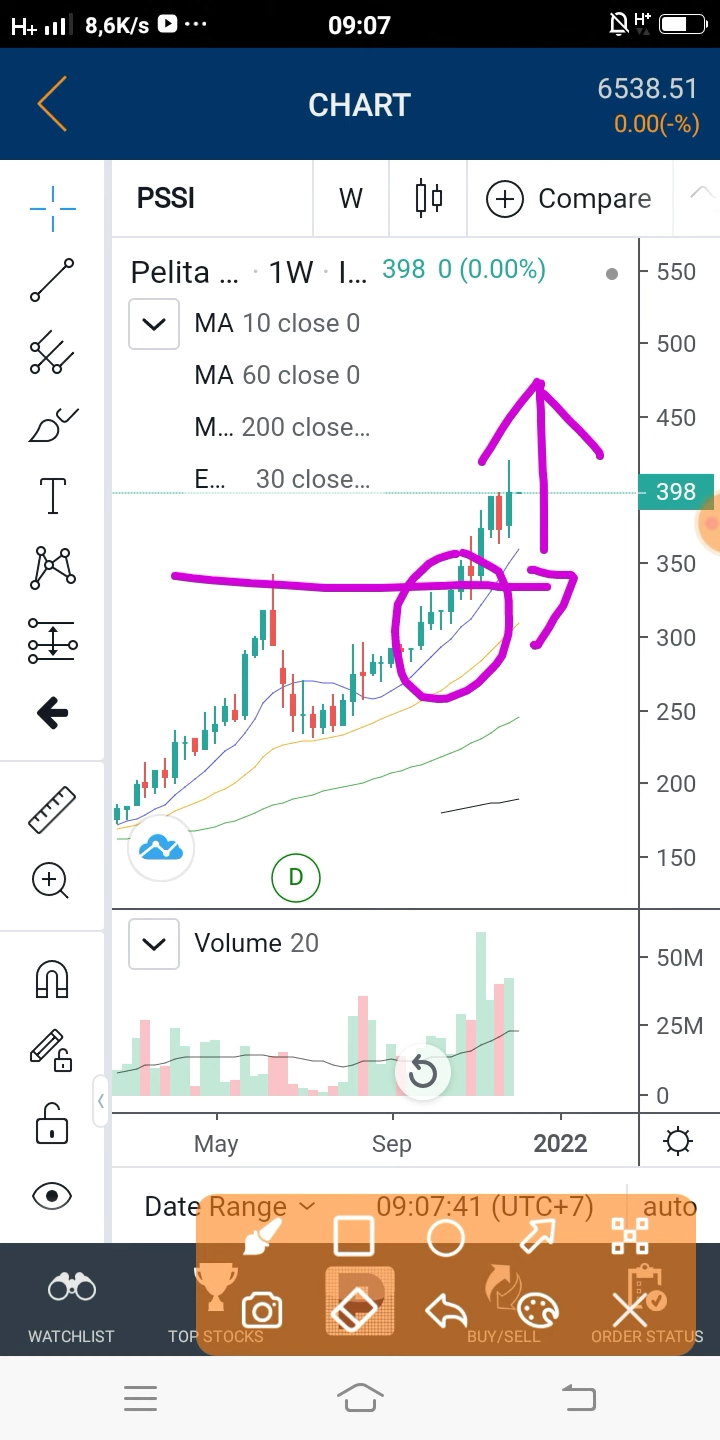 H+ 8,6K/s ··· 09:07 H+
CHART
6538.51
0.00(-%)
PSSI W Compare
Pelita ... · 1W · I... 398 0 (0.00%)
MA 10 close 0
MA 60 close 0
M... 200 close...
E... 30 close...
550
500
450
398
350
300
250
200
150
D
Volume 20
50M
25M
0
May Sep 2022
Date Range 09:07:41 (UTC+7) auto
WATCHLIST TOP STOCKS BUY/SELL ORDER STATUS